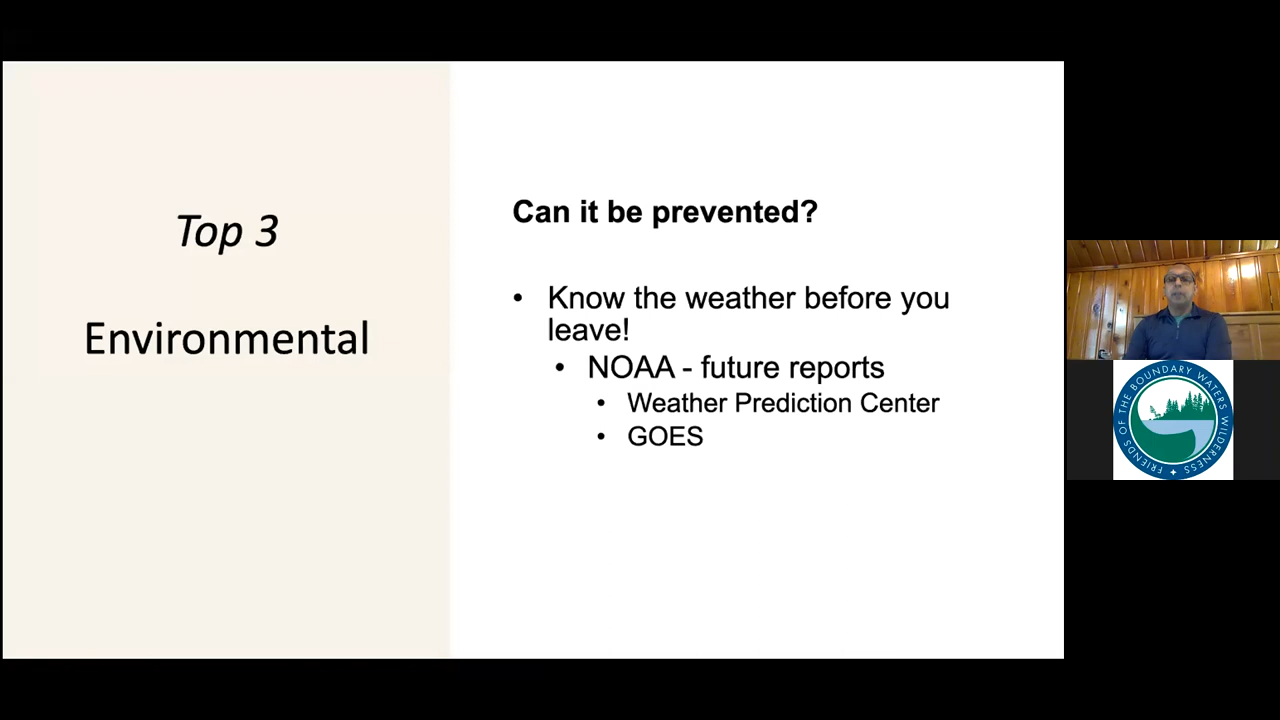 Top 3
Environmental
Can it be prevented?
• Know the weather before you
leave!
• NOAA - future reports
• Weather Prediction Center
• GOES
FRIENDS OF THE BOUNDARY WATERS WILDERNESS